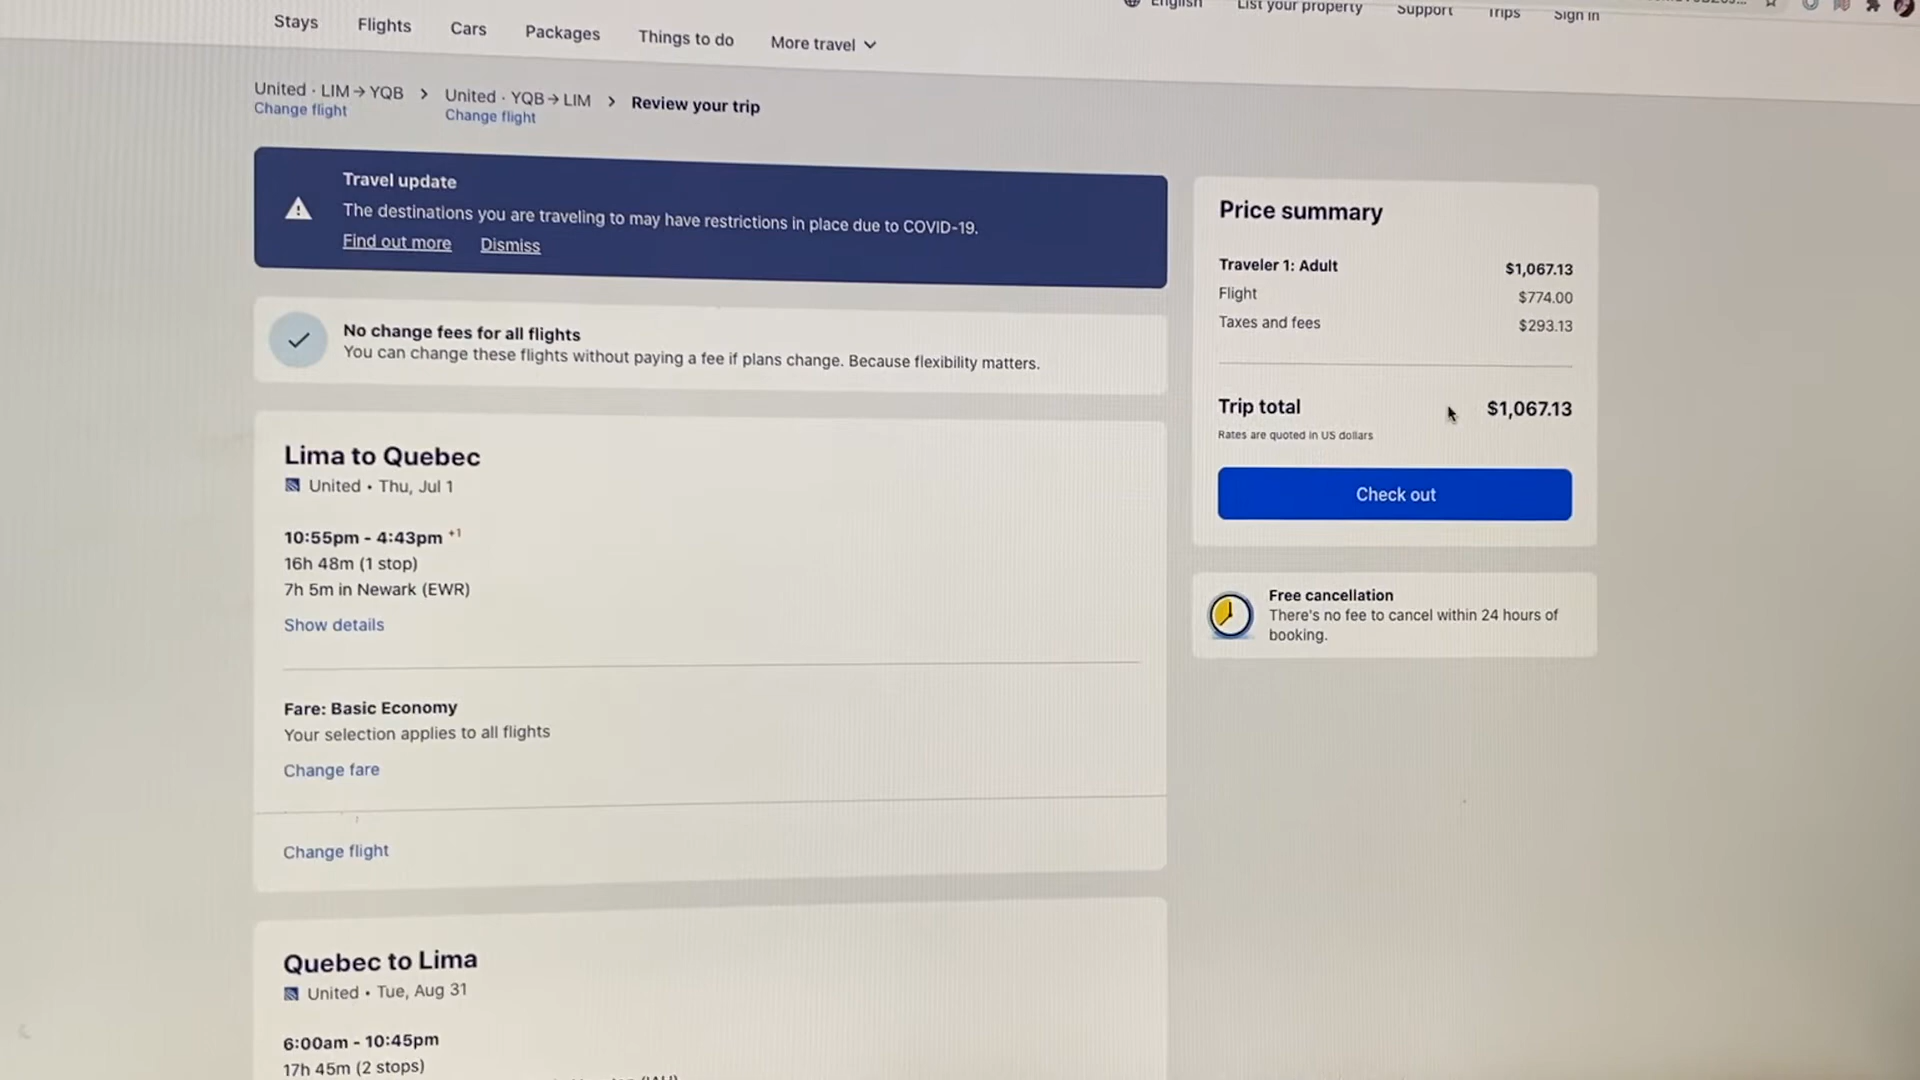 English
List your property
Support
Trips
Sign in
Stays
Flights
Cars
Packages
Things to do
More travel
United · LIM → YQB
Change flight
United · YQB → LIM
Change flight
Review your trip
Travel update
The destinations you are traveling to may have restrictions in place due to COVID-19.
Find out more Dismiss
No change fees for all flights
You can change these flights without paying a fee if plans change. Because flexibility matters.
Lima to Quebec
United • Thu, Jul 1
10:55pm - 4:43pm +1
16h 48m (1 stop)
7h 5m in Newark (EWR)
Show details
Fare: Basic Economy
Your selection applies to all flights
Change fare
Change flight
Quebec to Lima
United • Tue, Aug 31
6:00am - 10:45pm
17h 45m (2 stops)
Price summary
Traveler 1: Adult $1,067.13
Flight $774.00
Taxes and fees $293.13
Trip total $1,067.13
Rates are quoted in US dollars
Check out
Free cancellation
There's no fee to cancel within 24 hours of
booking.